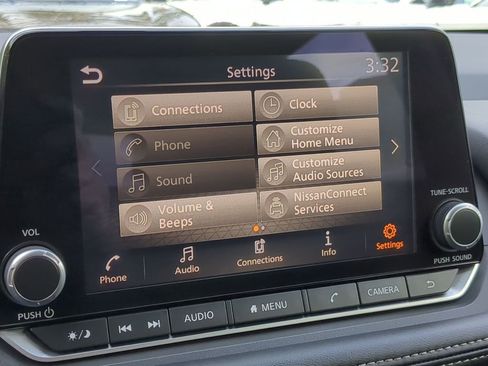 Settings
3:32
Connections
Clock
Phone
Customize
Home Menu
Sound
Customize
Audio Sources
Volume &
Beeps
NissanConnect
Services
Phone
Audio
Connections
Info
Settings
VOL
PUSH
TUNE·SCROLL
PUSH SOUND
AUDIO
MENU
CAMERA